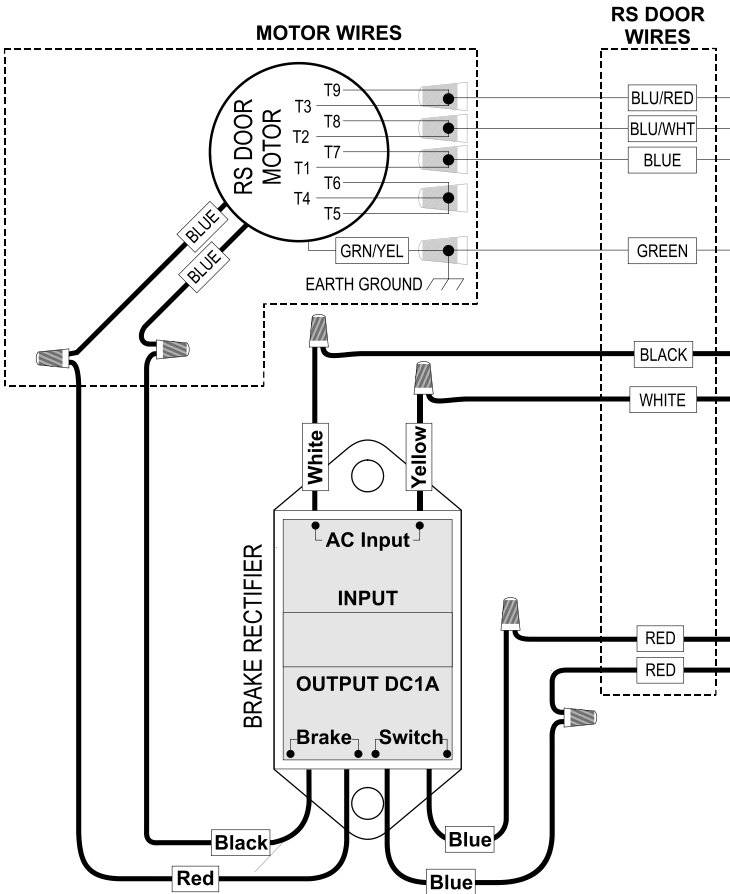 MOTOR WIRES
RS DOOR
WIRES
RS DOOR
MOTOR
T9
T3
T8
T2
T7
T1
T6
T4
T5
BLU/RED
BLU/WHT
BLUE
BLUE
BLUE
GRN/YEL
GREEN
EARTH GROUND
BLACK
WHITE
White
Yellow
AC Input
INPUT
BRAKE RECTIFIER
OUTPUT DC1A
Brake
Switch
RED
RED
Black
Blue
Red
Blue